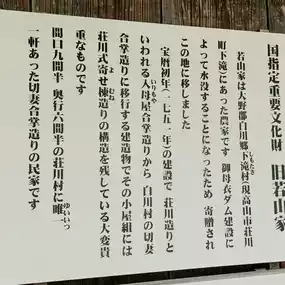 国指定重要文化財 旧若山家
若山家は大野郡白川郷下滝村(現高山市荘川
町下滝)にあった農家です 御母衣ダム建設に
よって水没することになったため 寄贈され
この地に移しました
宝暦初年(一七五一年)の建設で 荘川造りと
いわれる入母屋合掌造りから 白川村の切妻
合掌造りに移行する建造物でその小屋組には
荘川式寄せ棟造りの構造を残している大変貴
重なものです
間口九間半 奥行六間半の荘川村に唯一
一軒あった切妻合掌造りの民家です